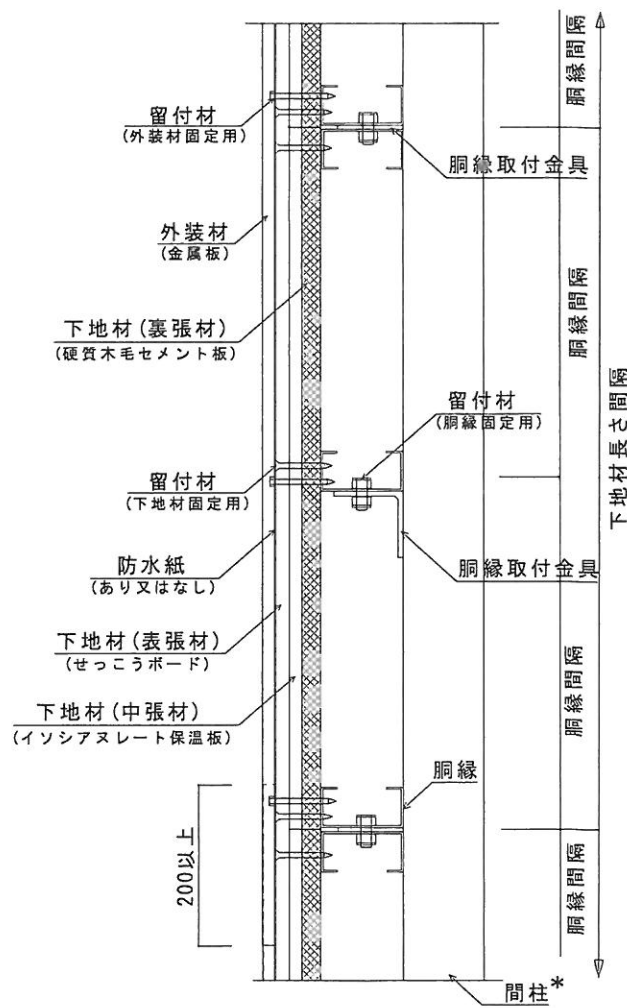 留付材
(外装材固定用)
外装材
(金属板)
下地材(裏張材)
(硬質木毛セメント板)
留付材
(下地材固定用)
防水紙
(あり又はなし)
下地材(表張材)
(せっこうボード)
下地材(中張材)
(イソシアヌレート保温板)
200以上
胴縁取付金具
留付材
(胴縁固定用)
胴縁取付金具
胴縁
間柱*
胴縁間隔
胴縁間隔
胴縁間隔
胴縁間隔
下地材長さ間隔